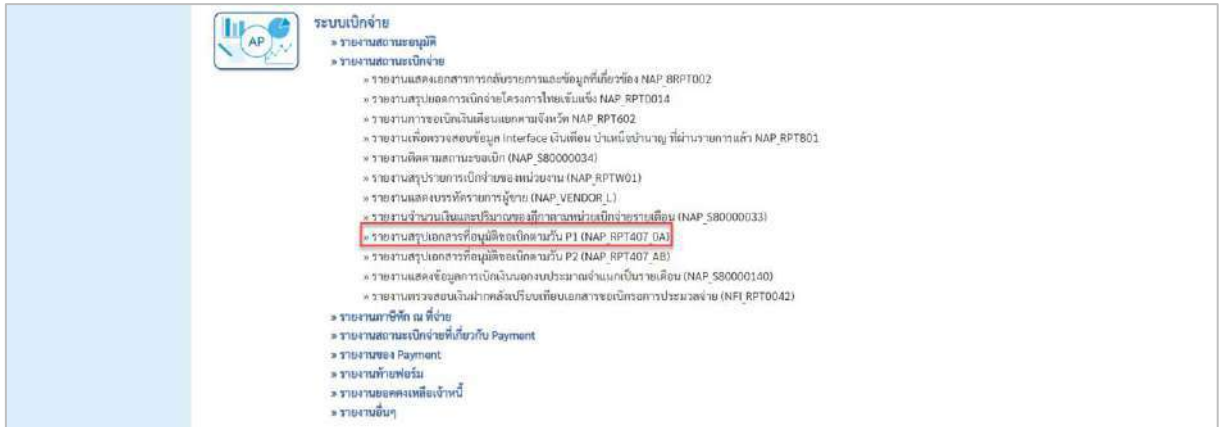 AP
ระบบเบิกจ่าย
» รายงานสถานะอนุมัติ
» รายงานสถานะเบิกจ่าย
» รายงานแสดงเอกสารการกลับรายการและข้อมูลที่เกี่ยวข้อง NAP_8RPT002
» รายงานสรุปยอดการเบิกจ่ายโครงการไทยเข้มแข็ง NAP_RPT0014
» รายงานการขอเบิกเงินเดือนแยกตามจังหวัด NAP_RPT602
» รายงานเพื่อตรวจสอบข้อมูล Interface เงินเดือน บำเหน็จบำนาญ ที่ผ่านรายการแล้ว NAP_RPT801
» รายงานติดตามสถานะขอเบิก (NAP_S80000034)
» รายงานสรุปรายการเบิกจ่ายของหน่วยงาน (NAP_RPTW01)
» รายงานแสดงบรรทัดรายการผู้ขาย (NAP_VENDOR_L)
» รายงานจำนวนเงินและปริมาณของฎีกาตามหน่วยเบิกจ่ายรายเดือน (NAP_S80000033)
» รายงานสรุปเอกสารที่อนุมัติขอเบิกตามวัน P1 (NAP_RPT407_0A)
» รายงานสรุปเอกสารที่อนุมัติขอเบิกตามวัน P2 (NAP_RPT407_AB)
» รายงานแสดงข้อมูลการเบิกเงินนอกงบประมาณจำแนกเป็นรายเดือน (NAP_S80000140)
» รายงานตรวจสอบเงินฝากคลังเปรียบเทียบเอกสารขอเบิกรอการประมวลจ่าย (NFI_RPT0042)
» รายงานภาษีหัก ณ ที่จ่าย
» รายงานสถานะเบิกจ่ายที่เกี่ยวกับ Payment
» รายงานของ Payment
» รายงานท้ายฟอร์ม
» รายงานยอดคงเหลือเจ้าหนี้
» รายงานอื่นๆ